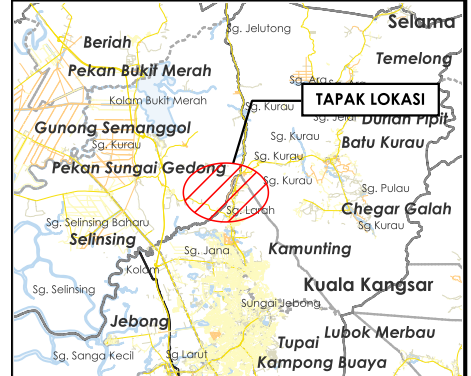 Sg. Jelutong
Selama
Beriah
Temelong
Pekan Bukit Merah
Sg. Ara
Kolam Bukit Merah
TAPAK LOKASI
Sg. Kurau
Durian Pipit
Gunong Semanggol
Sg. Kurau
Batu Kurau
Sg. Kurau
Sg. Kurau
Pekan Sungai Gedong
Sg. Kurau
Sg. Pulau
Sg. Larah
Chegar Galah
Sg. Selinsing Baharu
Sg Kurau
Selinsing
Sg. Jana
Kamunting
Kolam
Kuala Kangsar
Sg. Selinsing
Sungai Jebong
Jebong
Lubok Merbau
Tupai
Sg. Sanga Kecil
Sg Larut
Kampong Buaya